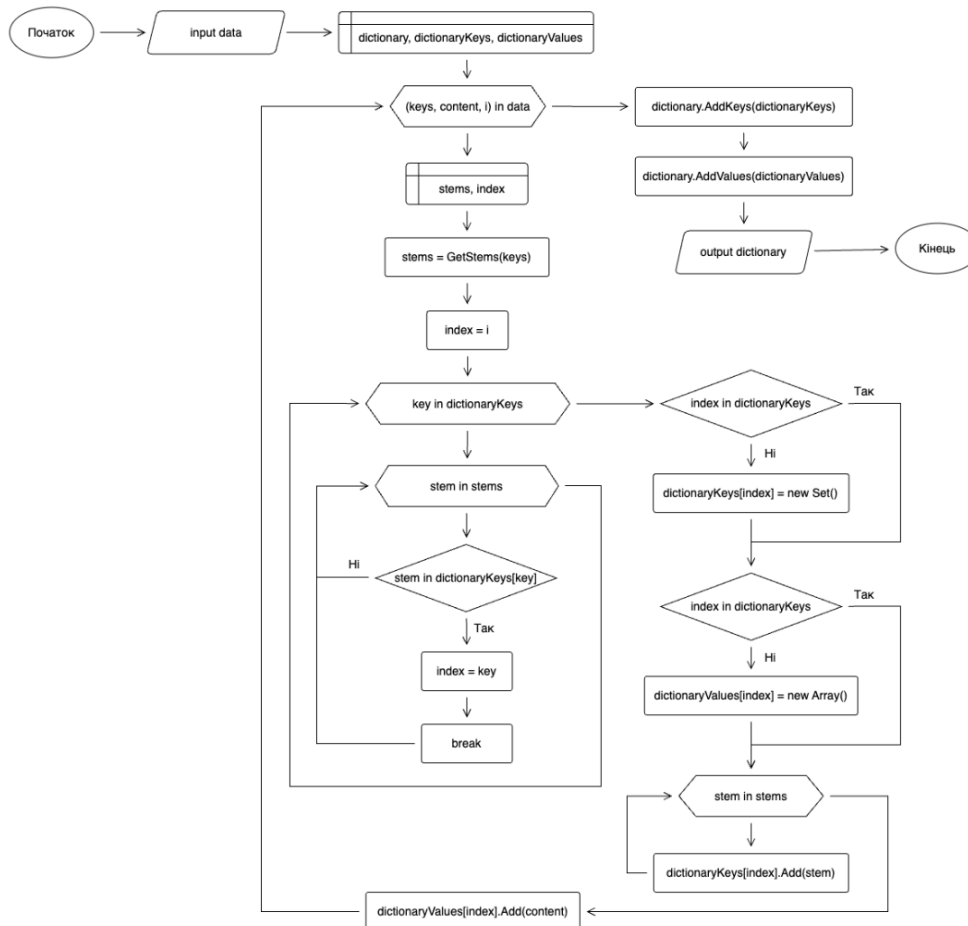 Початок
input data
dictionary, dictionaryKeys, dictionaryValues
(keys, content, i) in data
dictionary.AddKeys(dictionaryKeys)
stems, index
dictionary.AddValues(dictionaryValues)
stems = GetStems(keys)
output dictionary
Кінець
index = i
key in dictionaryKeys
index in dictionaryKeys
Так
Ні
stem in stems
dictionaryKeys[index] = new Set()
Ні
stem in dictionaryKeys[key]
Так
index in dictionaryKeys
Так
Ні
index = key
dictionaryValues[index] = new Array()
break
stem in stems
dictionaryKeys[index].Add(stem)
dictionaryValues[index].Add(content)